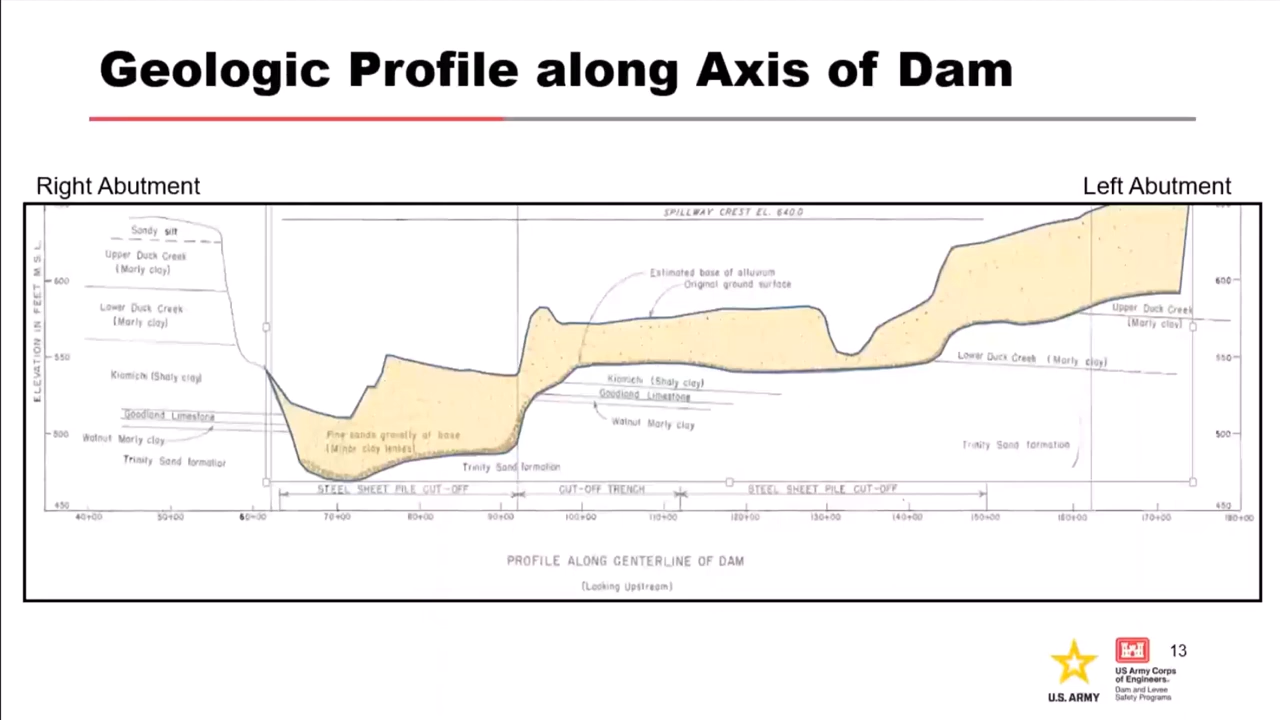 Geologic Profile along Axis of Dam
Right Abutment
Left Abutment
SPILLWAY CREST EL. 640.0
ELEVATION IN FEET M.S.L.
Sandy silt
Upper Duck Creek
(Marly clay)
Lower Duck Creek
(Marly clay)
Kiamichi (Shaly clay)
Goodland Limestone
Walnut Marly clay
Trinity Sand formation
600
550
500
450
Estimated base of alluvium
Original ground surface
Fine sands gravelly at base
(Minor clay lenses)
Trinity Sand formation
Kiamichi (Shaly clay)
Goodland Limestone
Walnut Marly clay
Upper Duck Creek
(Marly clay)
Lower Duck Creek (Marly clay)
Trinity Sand formation
600
550
500
450
STEEL SHEET PILE CUT-OFF
CUT-OFF TRENCH
STEEL SHEET PILE CUT-OFF
40+00 50+00 60+00 70+00 80+00 90+00 100+00 110+00 120+00 130+00 140+00 150+00 160+00 170+00 180+00
PROFILE ALONG CENTERLINE OF DAM
(Looking Upstream)
U.S. ARMY
US Army Corps
of Engineers.
Dam and Levee
Safety Programs
13